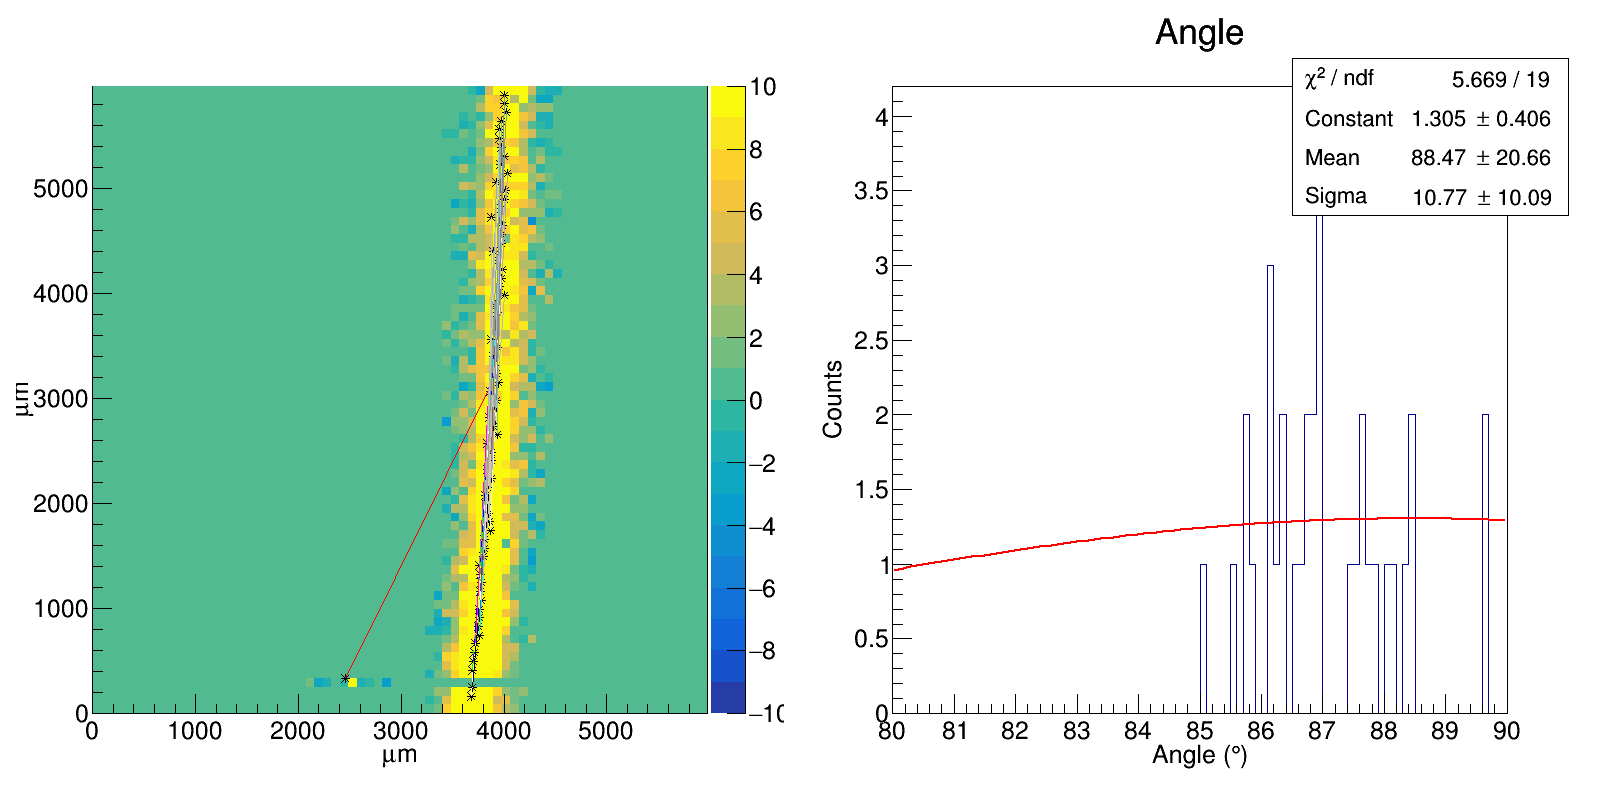 Angle
χ² / ndf 5.669 / 19
Constant 1.305 ± 0.406
Mean 88.47 ± 20.66
Sigma 10.77 ± 10.09
5000
4000
3000
2000
1000
0
μm
0 1000 2000 3000 4000 5000
μm
10
8
6
4
2
0
−2
−4
−6
−8
−10
4
3.5
3
2.5
2
1.5
1
0.5
0
Counts
80 81 82 83 84 85 86 87 88 89 90
Angle (°)